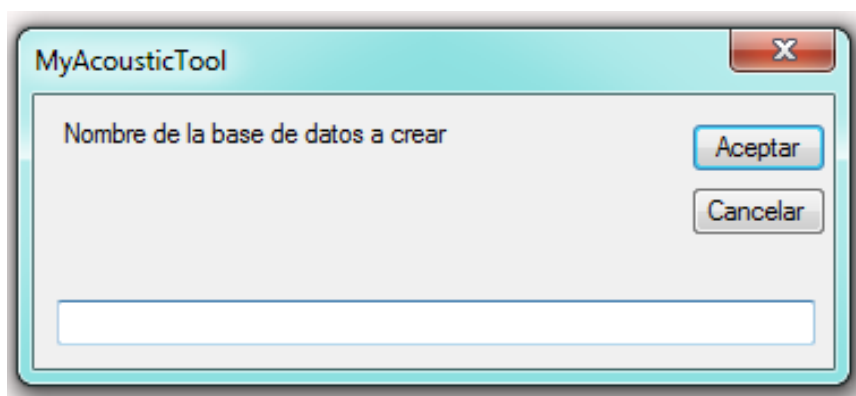 MyAcousticTool
Nombre de la base de datos a crear
Aceptar
Cancelar